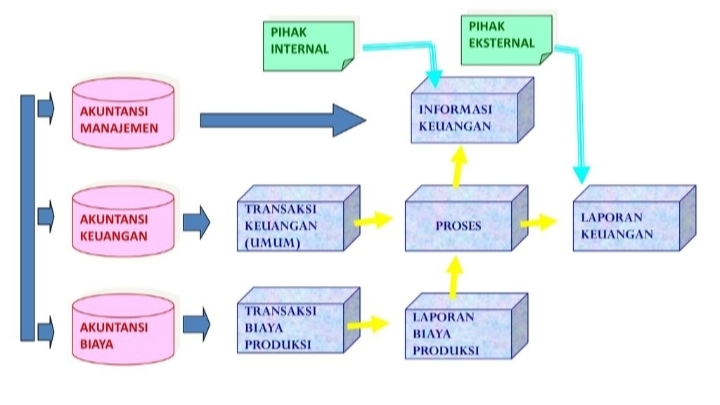 PIHAK
INTERNAL
PIHAK
EKSTERNAL
AKUNTANSI
MANAJEMEN
INFORMASI
KEUANGAN
AKUNTANSI
KEUANGAN
TRANSAKSI
KEUANGAN
(UMUM)
PROSES
LAPORAN
KEUANGAN
AKUNTANSI
BIAYA
TRANSAKSI
BIAYA
PRODUKSI
LAPORAN
BIAYA
PRODUKSI